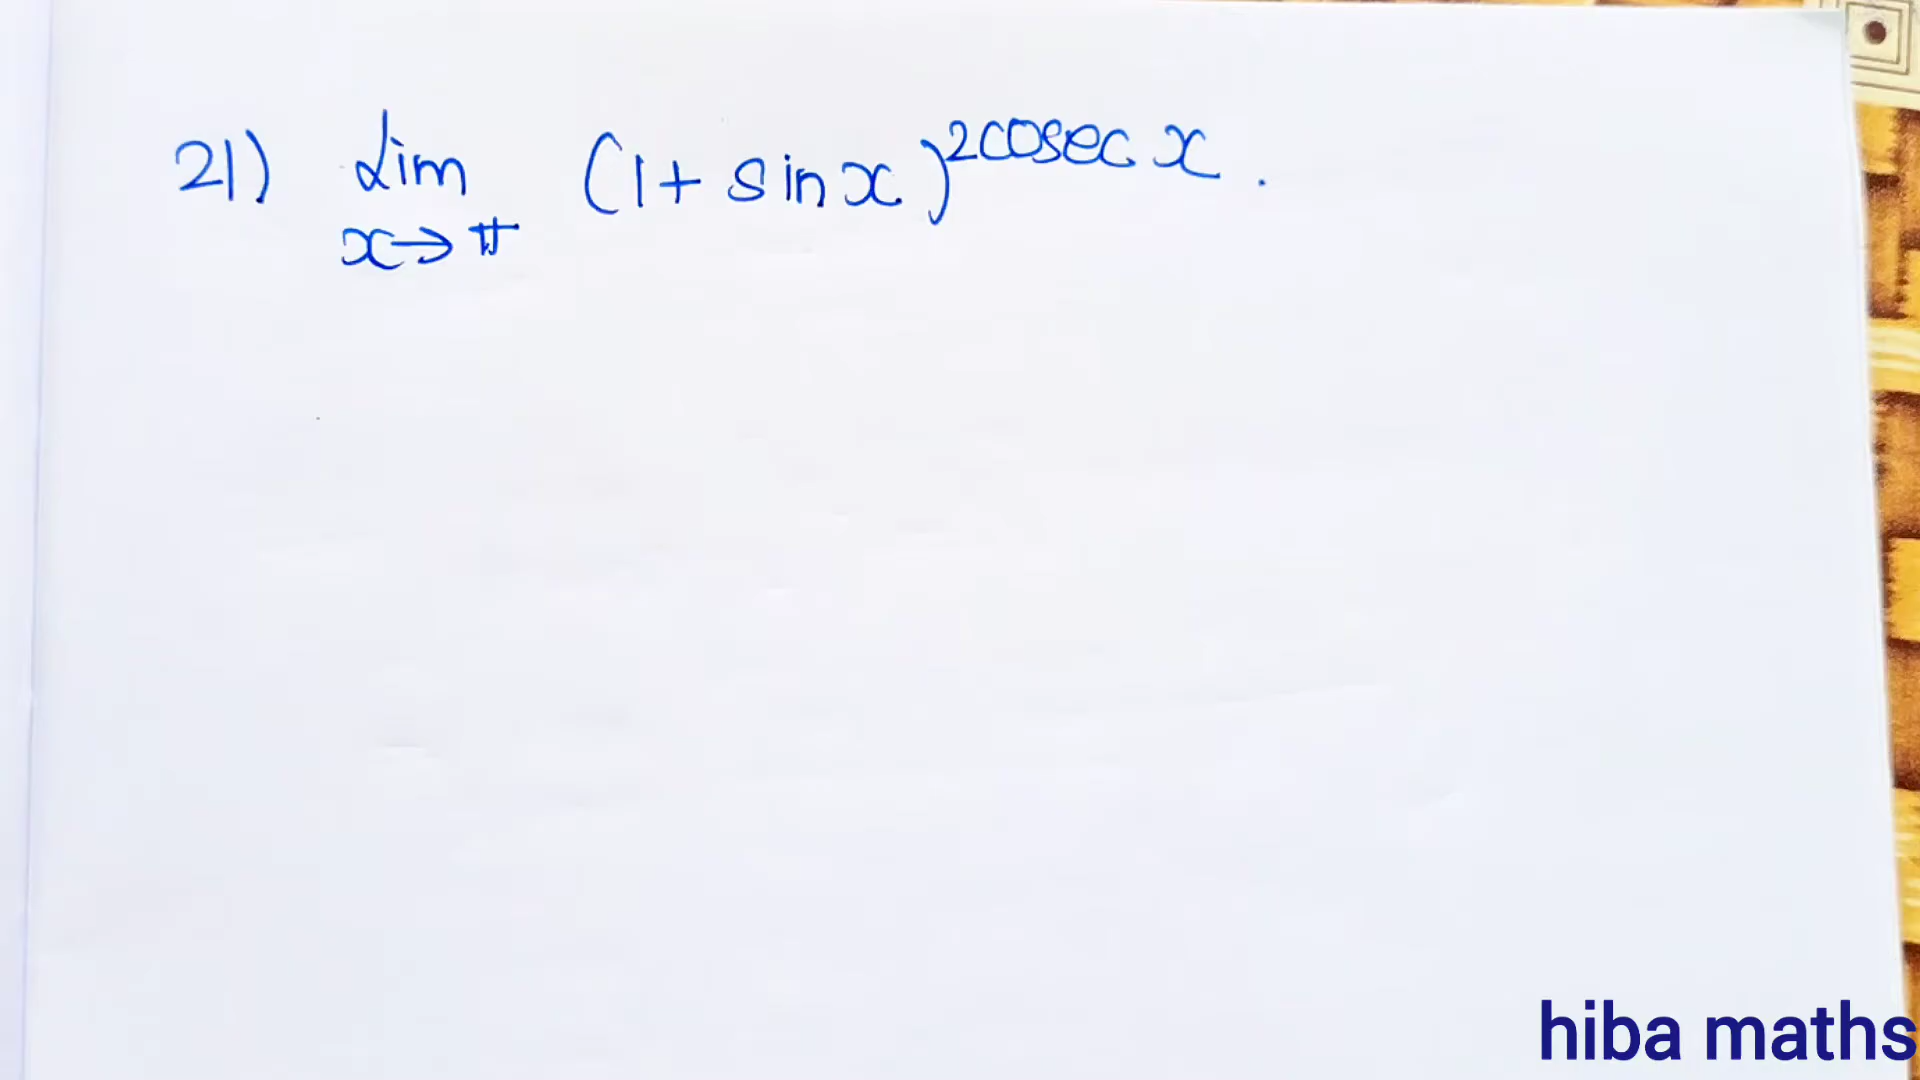 21) Lim (1 + sin x)^2cosec x .
x → π
hiba maths